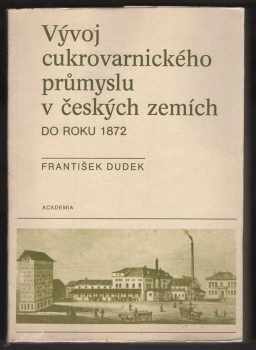 Vývoj
cukrovarnického
průmyslu
v českých zemích
DO ROKU 1872
FRANTIŠEK DUDEK
ACADEMIA